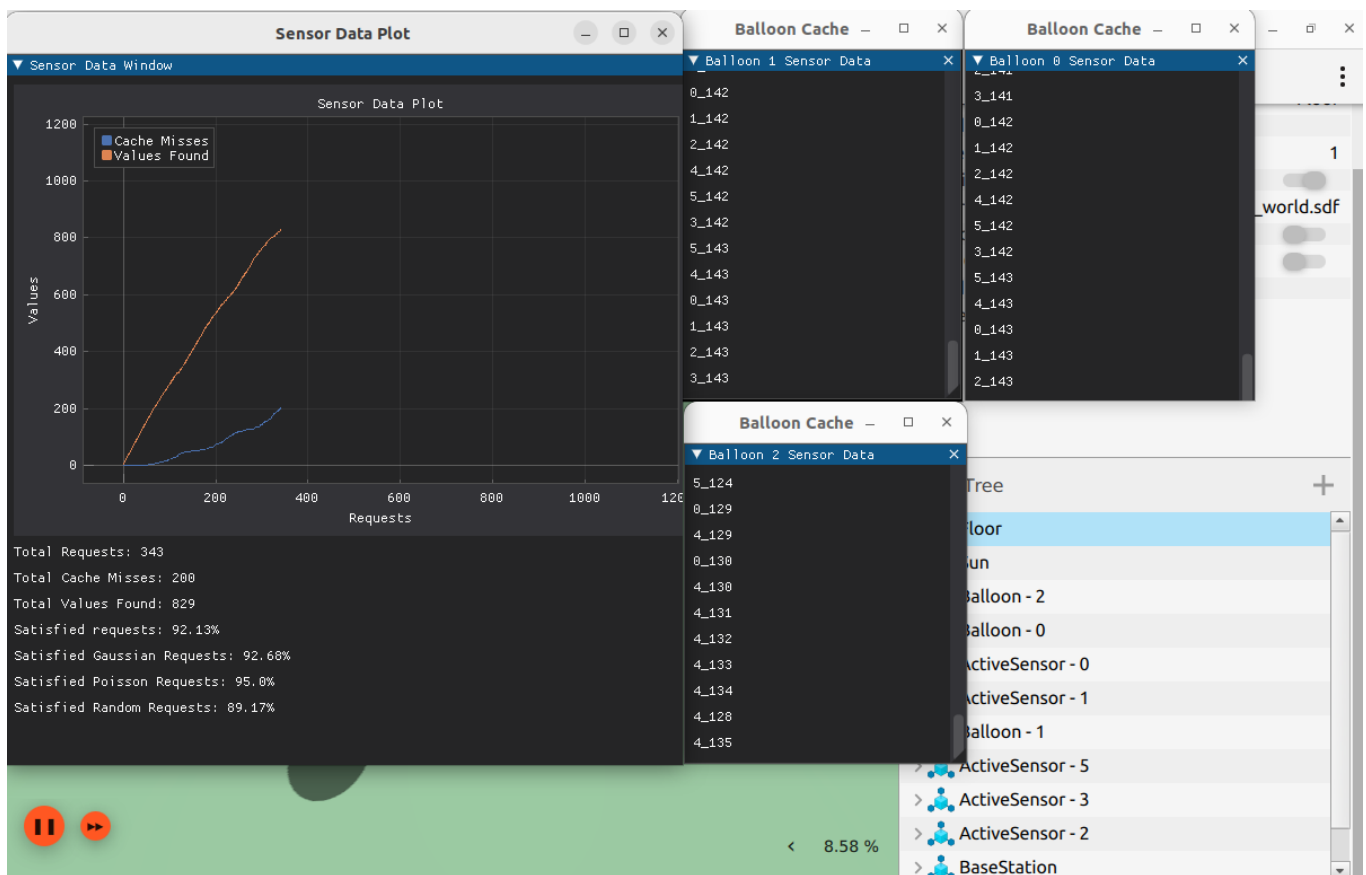 Sensor Data Plot
Sensor Data Window
Sensor Data Plot
Cache Misses
Values Found
1200
1000
800
600
400
200
0
Values
0
200
400
600
800
1000
120
Requests
Total Requests: 343
Total Cache Misses: 200
Total Values Found: 829
Satisfied requests: 92.13%
Satisfied Gaussian Requests: 92.68%
Satisfied Poisson Requests: 95.0%
Satisfied Random Requests: 89.17%
Balloon Cache
Balloon 1 Sensor Data
0_142
1_142
2_142
4_142
5_142
3_142
5_143
4_143
0_143
1_143
2_143
3_143
Balloon Cache
Balloon 0 Sensor Data
2_141
3_141
0_142
1_142
2_142
4_142
5_142
3_142
5_143
4_143
0_143
1_143
2_143
Balloon Cache
Balloon 2 Sensor Data
5_124
0_129
4_129
0_130
4_130
4_131
4_132
4_133
4_134
4_128
4_135
1
_world.sdf
Tree
Floor
Sun
Balloon - 2
Balloon - 0
ActiveSensor - 0
ActiveSensor - 1
Balloon - 1
ActiveSensor - 5
ActiveSensor - 3
ActiveSensor - 2
BaseStation
8.58 %